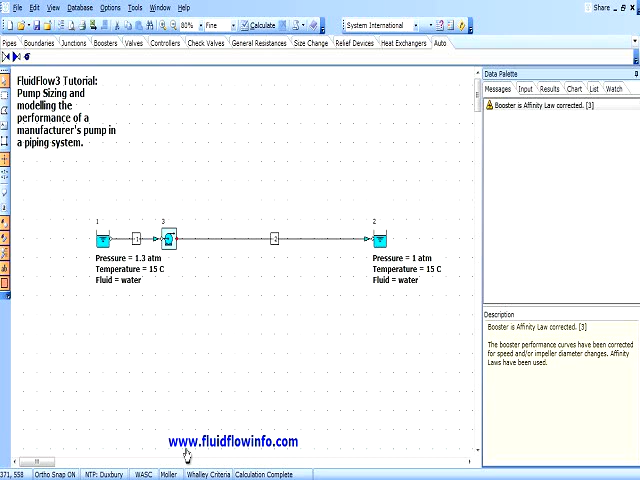 File Edit View Database Options Tools Window Help Share
80% Fine Calculate System International
Pipes Boundaries Junctions Boosters Valves Controllers Check Valves General Resistances Size Change Relief Devices Heat Exchangers Auto
Data Palette
Messages Input Results Chart List Watch
Booster is Affinity Law corrected. [3]
FluidFlow3 Tutorial:
Pump Sizing and
modelling the
performance of a
manufacturer's pump in
a piping system.
1 3 2
-1 -2
Pressure = 1.3 atm
Temperature = 15 C
Fluid = water
Pressure = 1 atm
Temperature = 15 C
Fluid = water
Description
Booster is Affinity Law corrected. [3]
The booster performance curves have been corrected
for speed and/or impeller diameter changes. Affinity
Laws have been used.
www.fluidflowinfo.com
371, 558 Ortho Snap ON NTP: Duxbury WASC Moller Whalley Criteria Calculation Complete